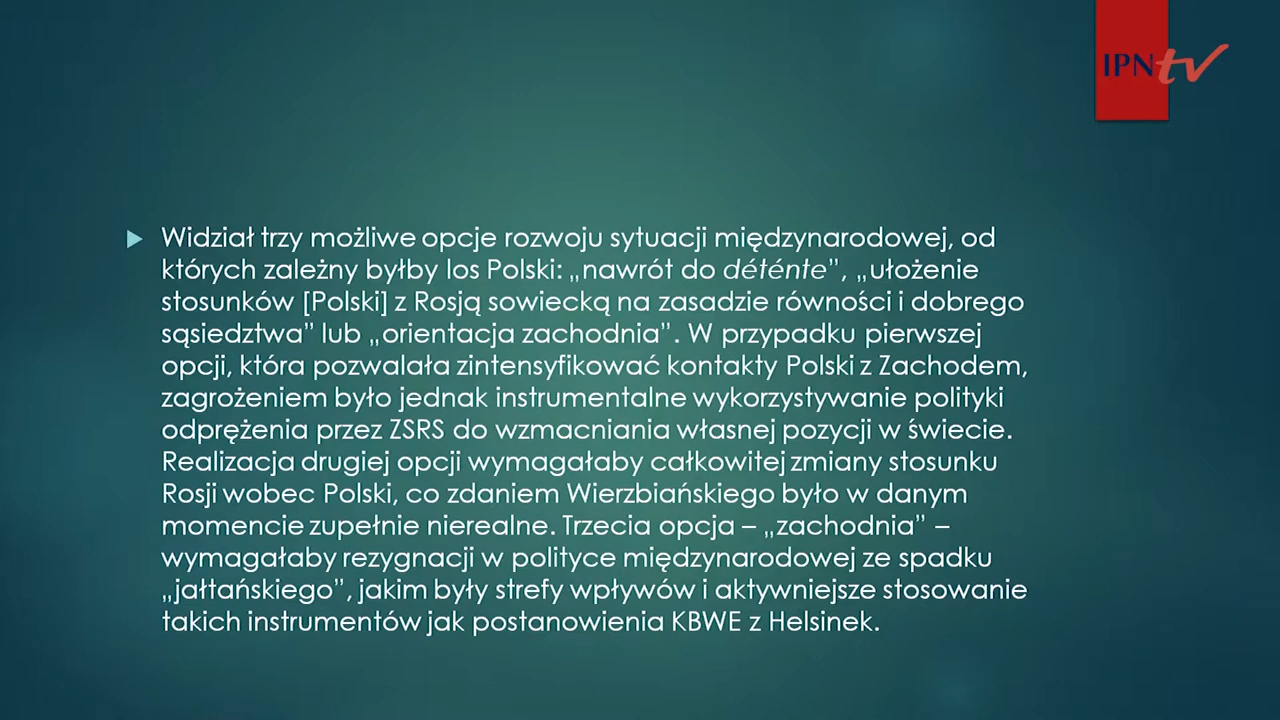 IPNtv
Widział trzy możliwe opcje rozwoju sytuacji międzynarodowej, od
których zależny byłby los Polski: „nawrót do déténte”, „ułożenie
stosunków [Polski] z Rosją sowiecką na zasadzie równości i dobrego
sąsiedztwa” lub „orientacja zachodnia”. W przypadku pierwszej
opcji, która pozwalała zintensyfikować kontakty Polski z Zachodem,
zagrożeniem było jednak instrumentalne wykorzystywanie polityki
odprężenia przez ZSRS do wzmacniania własnej pozycji w świecie.
Realizacja drugiej opcji wymagałaby całkowitej zmiany stosunku
Rosji wobec Polski, co zdaniem Wierzbiańskiego było w danym
momencie zupełnie nierealne. Trzecia opcja – „zachodnia” –
wymagałaby rezygnacji w polityce międzynarodowej ze spadku
„jałtańskiego”, jakim były strefy wpływów i aktywniejsze stosowanie
takich instrumentów jak postanowienia KBWE z Helsinek.